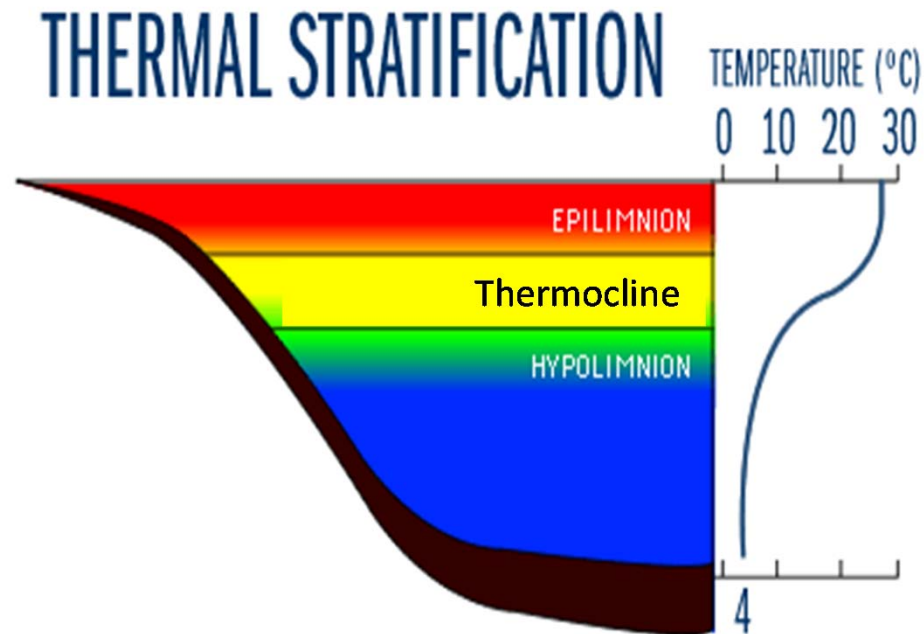 THERMAL STRATIFICATION
TEMPERATURE (°C)
0 10 20 30
EPILIMNION
Thermocline
HYPOLIMNION
4